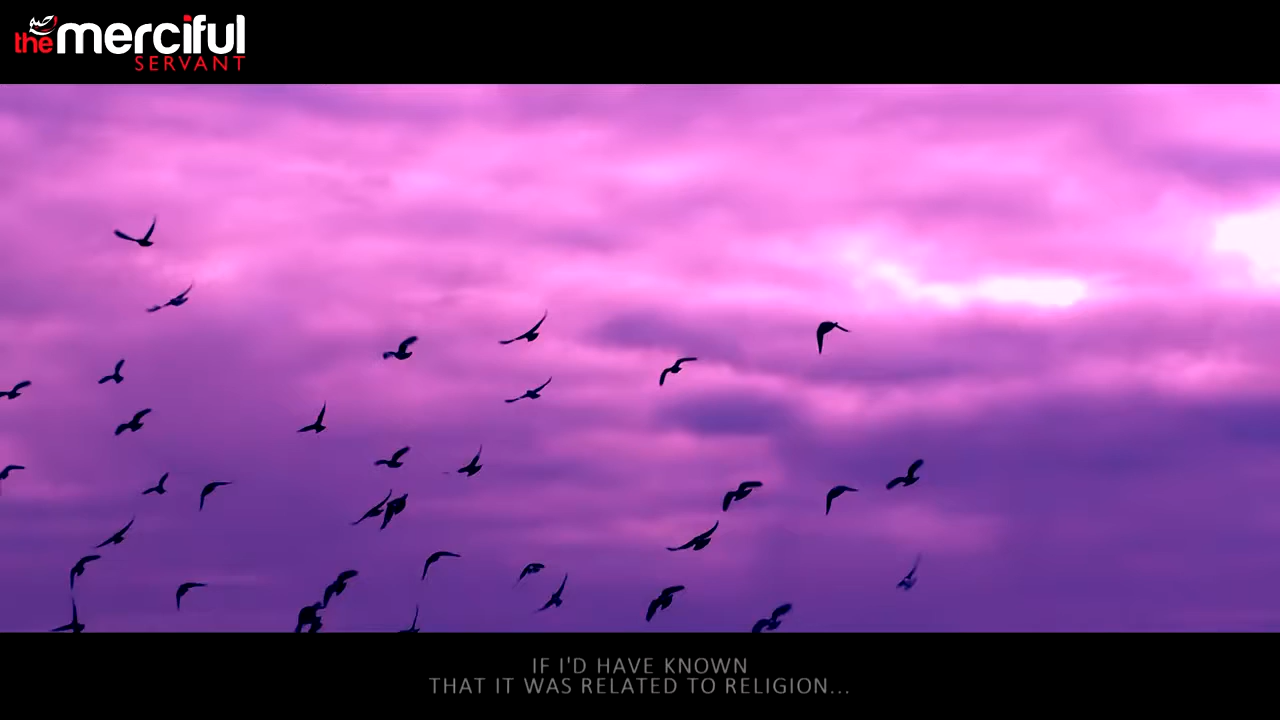 the merciful
SERVANT
IF I'D HAVE KNOWN
THAT IT WAS RELATED TO RELIGION...